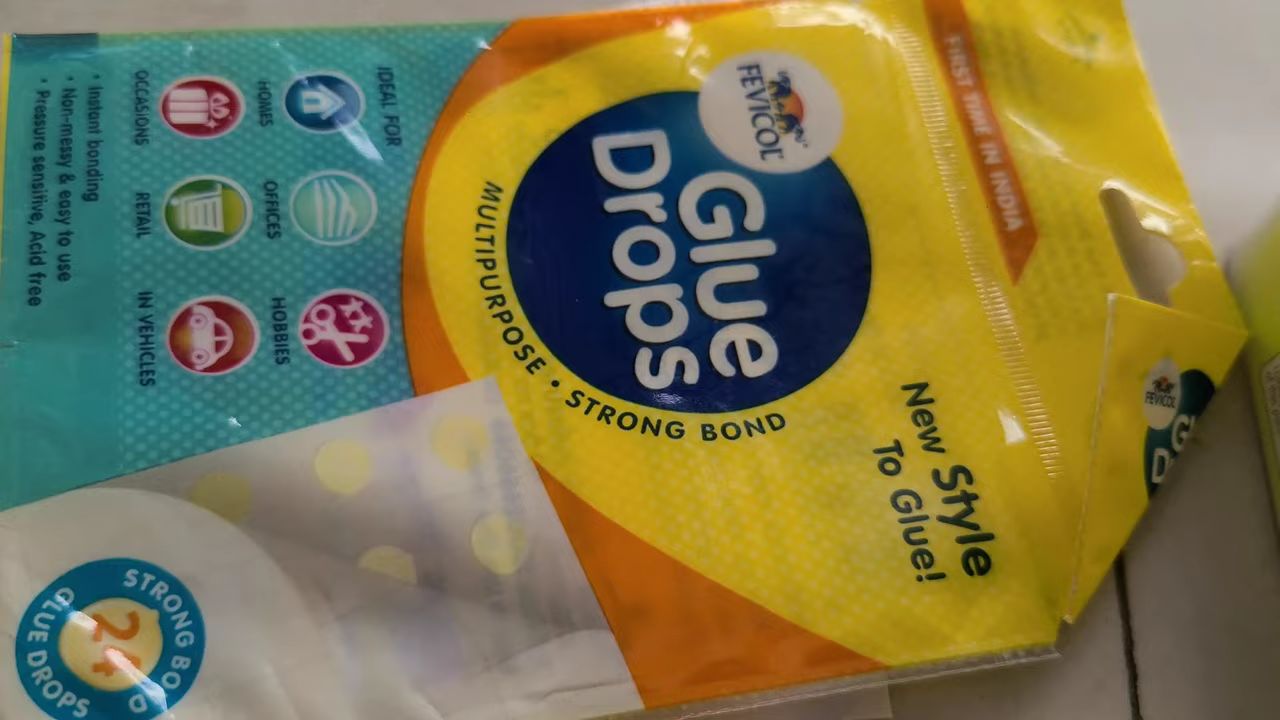 FIRST TIME IN INDIA
New Style
To Glue!
FEVICOL
Glue
Drops
MULTIPURPOSE • STRONG BOND
IDEAL FOR
HOMES
OFFICES
HOBBIES
OCCASIONS
RETAIL
IN VEHICLES
• Instant bonding
• Non-messy & easy to use
• Pressure sensitive, Acid free
STRONG BO D
24
GLUE DROPS
FEVICOL
G
D